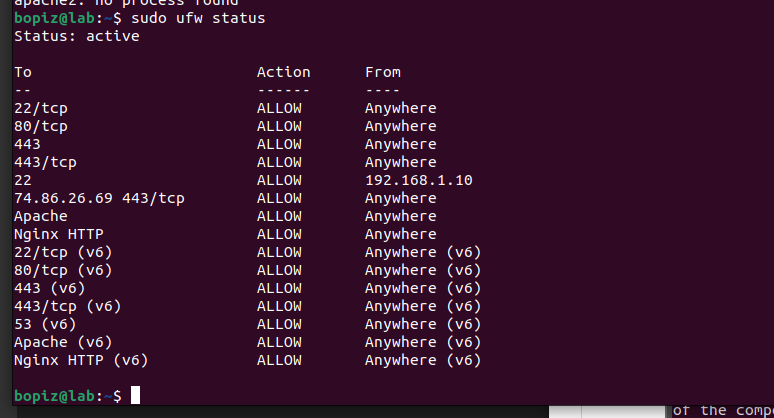 apache2: no process found
bopiz@lab:~$ sudo ufw status
Status: active
To                         Action      From
--                         ------      ----
22/tcp                     ALLOW       Anywhere
80/tcp                     ALLOW       Anywhere
443                        ALLOW       Anywhere
443/tcp                    ALLOW       Anywhere
22                         ALLOW       192.168.1.10
74.86.26.69 443/tcp        ALLOW       Anywhere
Apache                     ALLOW       Anywhere
Nginx HTTP                 ALLOW       Anywhere
22/tcp (v6)                ALLOW       Anywhere (v6)
80/tcp (v6)                ALLOW       Anywhere (v6)
443 (v6)                   ALLOW       Anywhere (v6)
443/tcp (v6)               ALLOW       Anywhere (v6)
53 (v6)                    ALLOW       Anywhere (v6)
Apache (v6)                ALLOW       Anywhere (v6)
Nginx HTTP (v6)            ALLOW       Anywhere (v6)
bopiz@lab:~$
of the